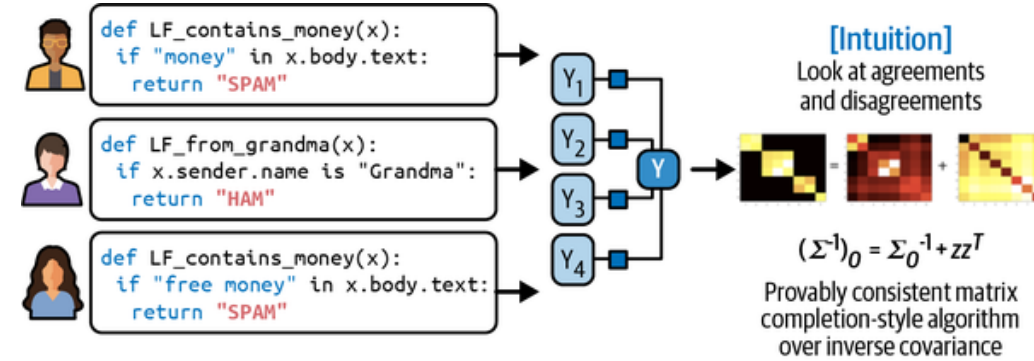 def LF_contains_money(x):
if "money" in x.body.text:
return "SPAM"
def LF_from_grandma(x):
if x.sender.name is "Grandma":
return "HAM"
def LF_contains_money(x):
if "free money" in x.body.text:
return "SPAM"
Y1
Y2
Y3
Y4
Y
[Intuition]
Look at agreements
and disagreements
= +
(Σ⁻¹)₀ = Σ₀⁻¹ + zzᵀ
Provably consistent matrix
completion-style algorithm
over inverse covariance